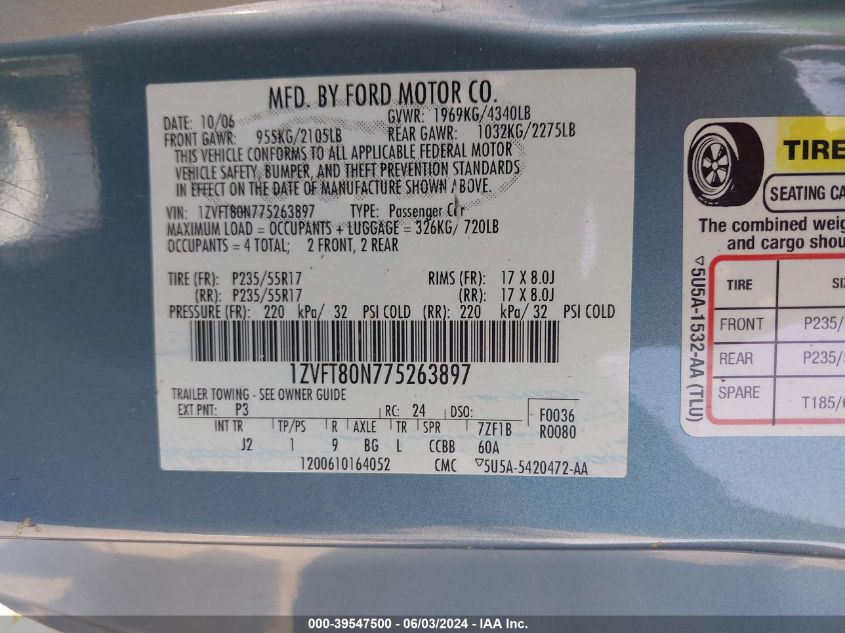 MFD. BY FORD MOTOR CO.
DATE: 10/06 GVWR: 1969KG/4340LB
FRONT GAWR: 955KG/2105LB REAR GAWR: 1032KG/2275LB
THIS VEHICLE CONFORMS TO ALL APPLICABLE FEDERAL MOTOR
VEHICLE SAFETY, BUMPER, AND THEFT PREVENTION STANDARDS
IN EFFECT ON THE DATE OF MANUFACTURE SHOWN ABOVE.
VIN: 1ZVFT80N775263897 TYPE: Passenger Car
MAXIMUM LOAD = OCCUPANTS + LUGGAGE = 326KG/ 720LB
OCCUPANTS = 4 TOTAL; 2 FRONT, 2 REAR
TIRE (FR): P235/55R17 RIMS (FR): 17 X 8.0J
(RR): P235/55R17 (RR): 17 X 8.0J
PRESSURE (FR): 220 kPa/ 32 PSI COLD (RR): 220 kPa/ 32 PSI COLD
1ZVFT80N775263897
TRAILER TOWING - SEE OWNER GUIDE
EXT PNT: P3 RC: 24 DSO: F0036
INT TR TP/PS R AXLE TR SPR 7ZF1B R0080
J2 1 9 BG L CCBB 60A
1200610164052 CMC ▽5U5A-5420472-AA
TIRE
SEATING CA
The combined weig
and cargo shou
▽5U5A-1532-AA (TLU)
TIRE SI
FRONT P235/
REAR P235/5
SPARE T185/6
000-39547500 - 06/03/2024 - IAA Inc.